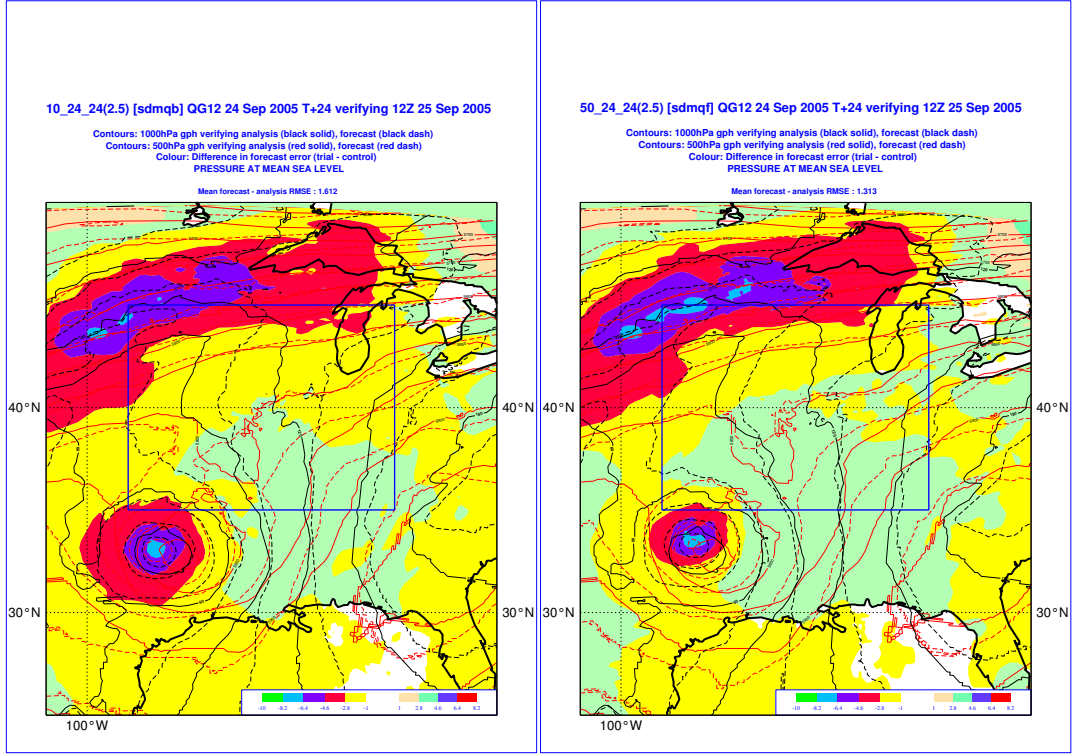 10_24_24(2.5) [sdmqb] QG12 24 Sep 2005 T+24 verifying 12Z 25 Sep 2005
Contours: 1000hPa gph verifying analysis (black solid), forecast (black dash)
Contours: 500hPa gph verifying analysis (red solid), forecast (red dash)
Colour: Difference in forecast error (trial - control)
PRESSURE AT MEAN SEA LEVEL
Mean forecast - analysis RMSE : 1.612
40°N
40°N
30°N
30°N
-10 -8.2 -6.4 -4.6 -2.8 -1 1 2.8 4.6 6.4 8.2
100°W
50_24_24(2.5) [sdmqf] QG12 24 Sep 2005 T+24 verifying 12Z 25 Sep 2005
Contours: 1000hPa gph verifying analysis (black solid), forecast (black dash)
Contours: 500hPa gph verifying analysis (red solid), forecast (red dash)
Colour: Difference in forecast error (trial - control)
PRESSURE AT MEAN SEA LEVEL
Mean forecast - analysis RMSE : 1.313
40°N
40°N
30°N
30°N
-10 -8.2 -6.4 -4.6 -2.8 -1 1 2.8 4.6 6.4 8.2
100°W